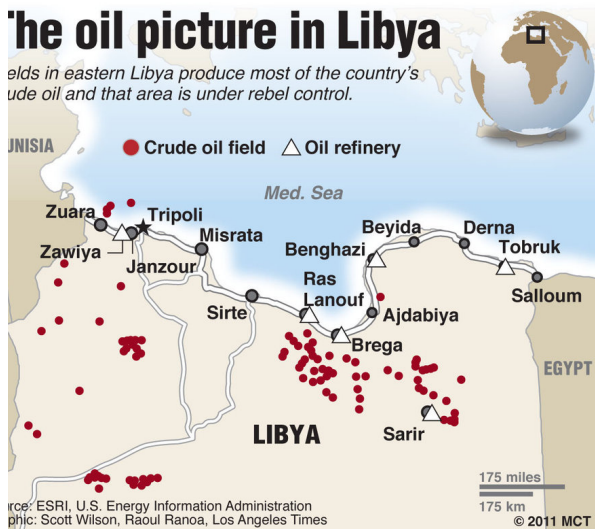 The oil picture in Libya
elds in eastern Libya produce most of the country's
ude oil and that area is under rebel control.
UNISIA
Crude oil field
Oil refinery
Med. Sea
Zuara
Tripoli
Misrata
Zawiya
Janzour
Sirte
Ras
Lanouf
Benghazi
Beyida
Derna
Tobruk
Salloum
Ajdabiya
Brega
EGYPT
LIBYA
Sarir
175 miles
175 km
urce: ESRI, U.S. Energy Information Administration
phic: Scott Wilson, Raoul Ranoa, Los Angeles Times
© 2011 MCT